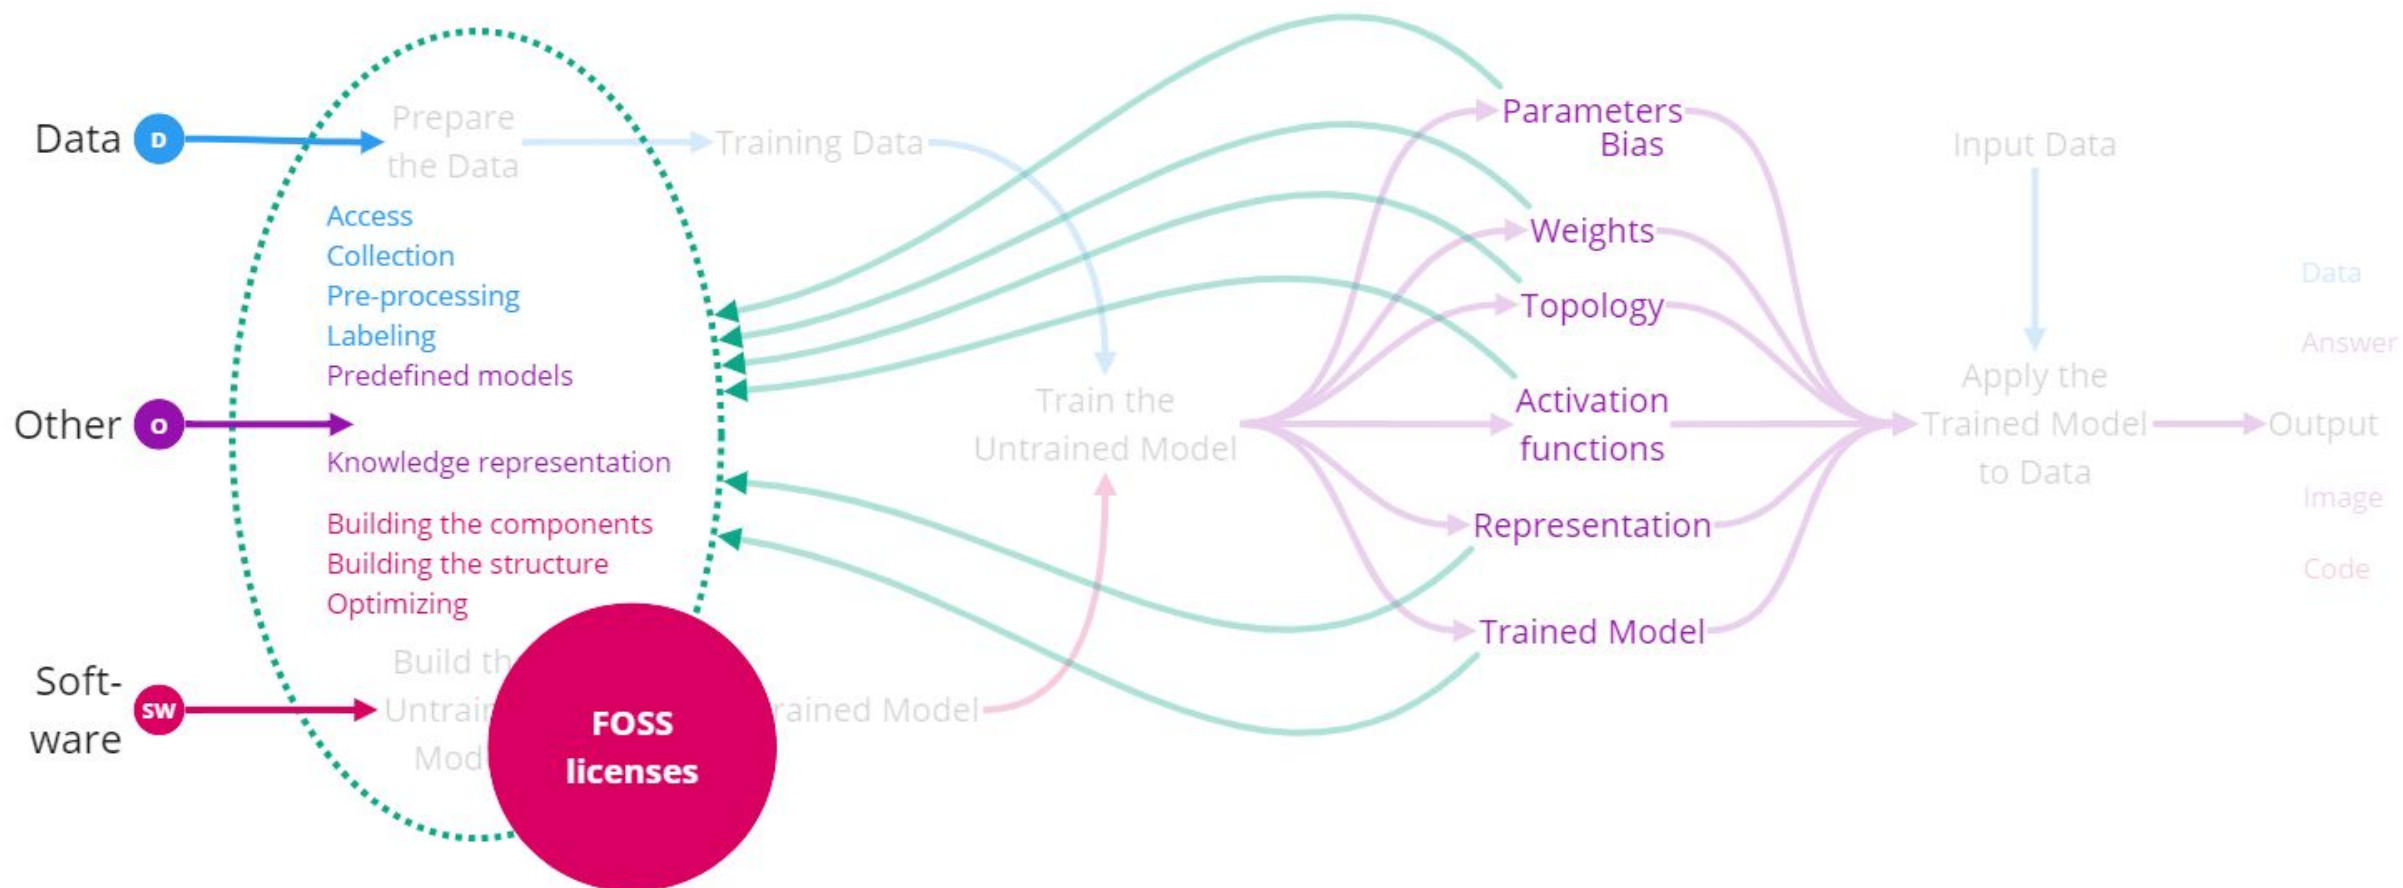 Data
D
Prepare
the Data
Training Data
Access
Collection
Pre-processing
Labeling
Predefined models
Other
O
Knowledge representation
Building the components
Building the structure
Optimizing
Soft-
ware
SW
Build th
Untrai
Mod
FOSS
licenses
rained Model
Train the
Untrained Model
Parameters
Bias
Weights
Topology
Activation
functions
Representation
Trained Model
Input Data
Apply the
Trained Model
to Data
Output
Data
Answer
Image
Code